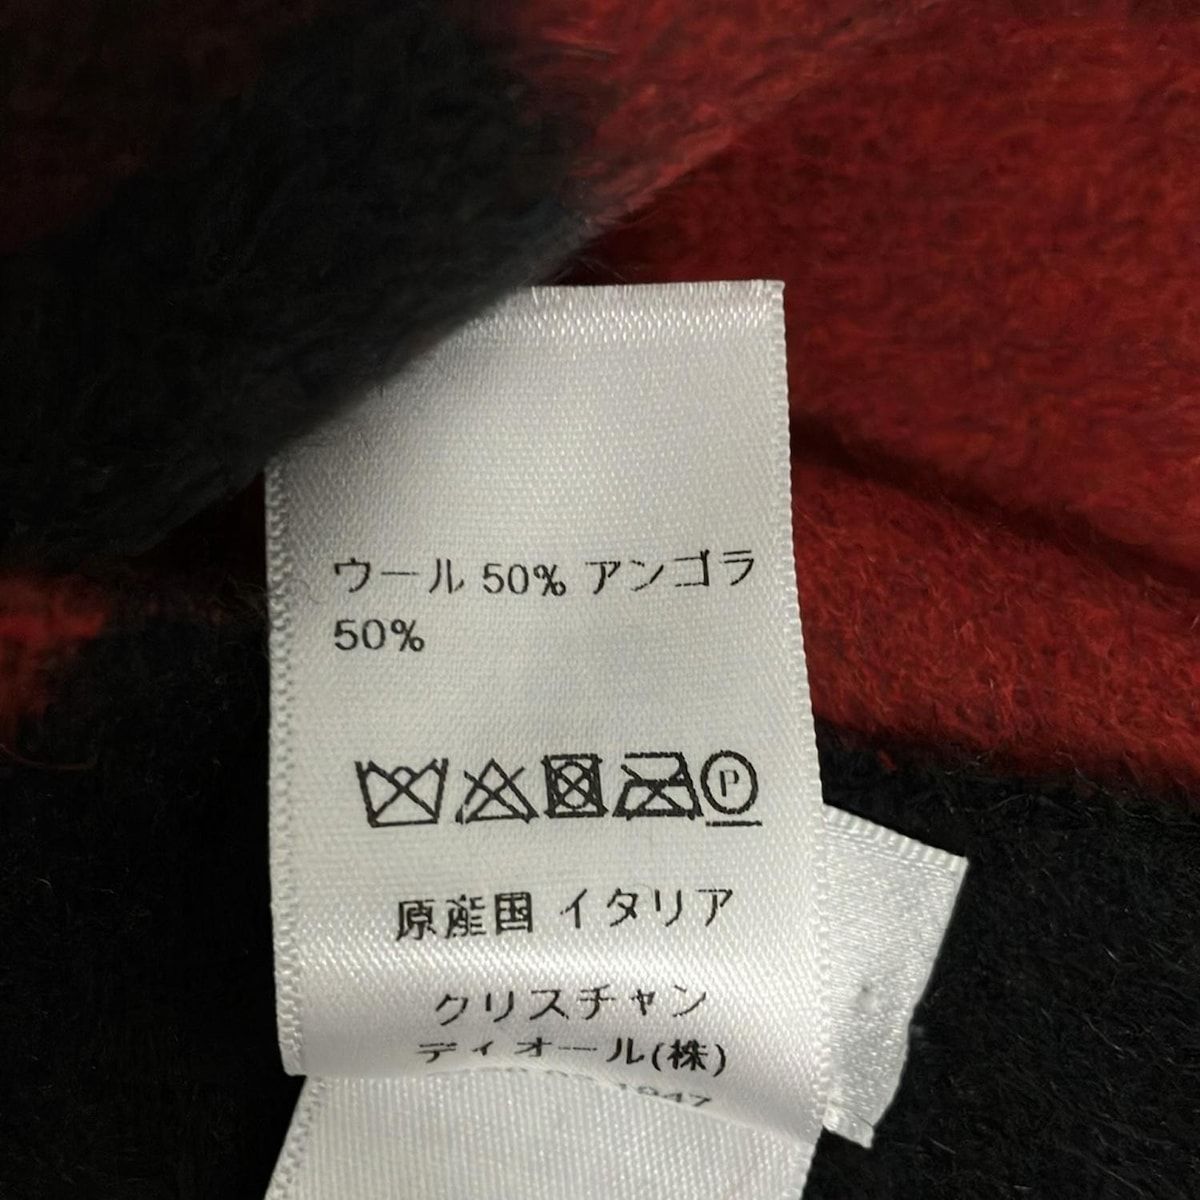 ウール 50% アンゴラ
50%
P
原産国 イタリア
クリスチャン
ディオール(株)